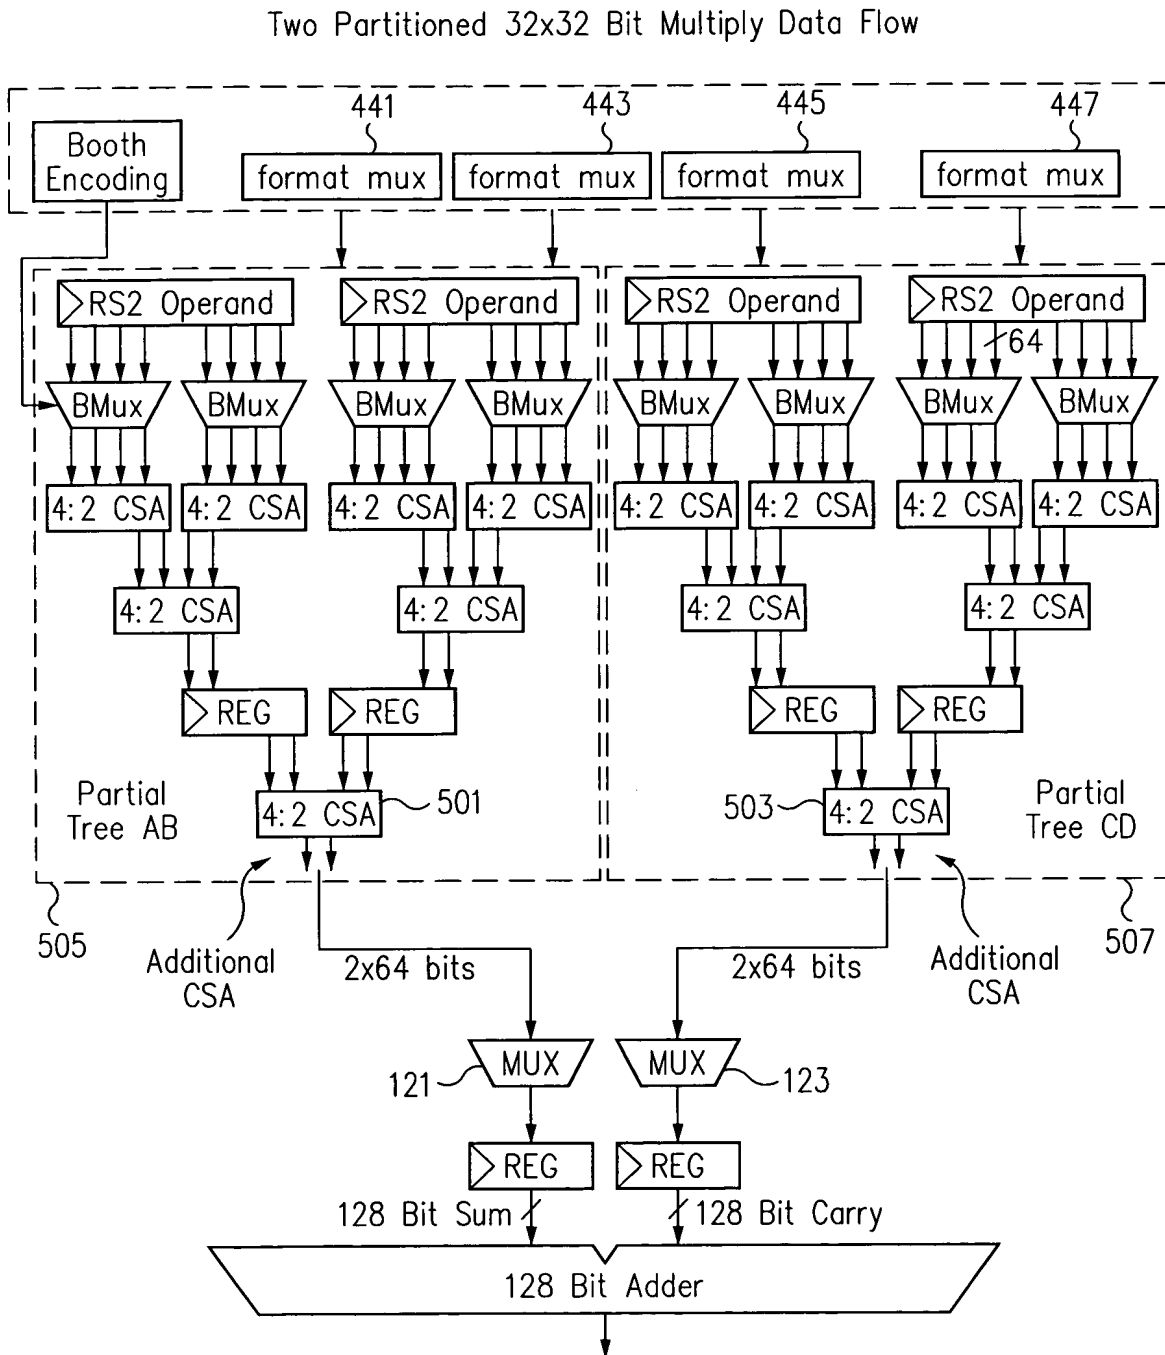 Two Partitioned 32x32 Bit Multiply Data Flow
441
443
445
447
Booth
Encoding
format mux
format mux
format mux
format mux
RS2 Operand
RS2 Operand
RS2 Operand
RS2 Operand
64
BMux
BMux
BMux
BMux
BMux
BMux
BMux
BMux
4:2 CSA
4:2 CSA
4:2 CSA
4:2 CSA
4:2 CSA
4:2 CSA
4:2 CSA
4:2 CSA
4:2 CSA
4:2 CSA
4:2 CSA
4:2 CSA
REG
REG
REG
REG
Partial
Tree AB
4:2 CSA
501
503
4:2 CSA
Partial
Tree CD
505
Additional
CSA
2x64 bits
2x64 bits
Additional
CSA
507
121
MUX
MUX
123
REG
REG
128 Bit Sum
128 Bit Carry
128 Bit Adder